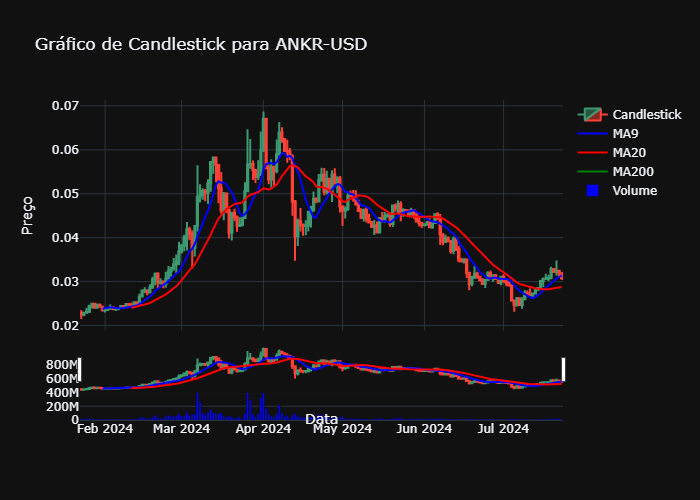 Gráfico de Candlestick para ANKR-USD
Preço
0.07
0.06
0.05
0.04
0.03
0.02
Candlestick
MA9
MA20
MA200
Volume
800M
600M
400M
200M
0
Data
Feb 2024 Mar 2024 Apr 2024 May 2024 Jun 2024 Jul 2024